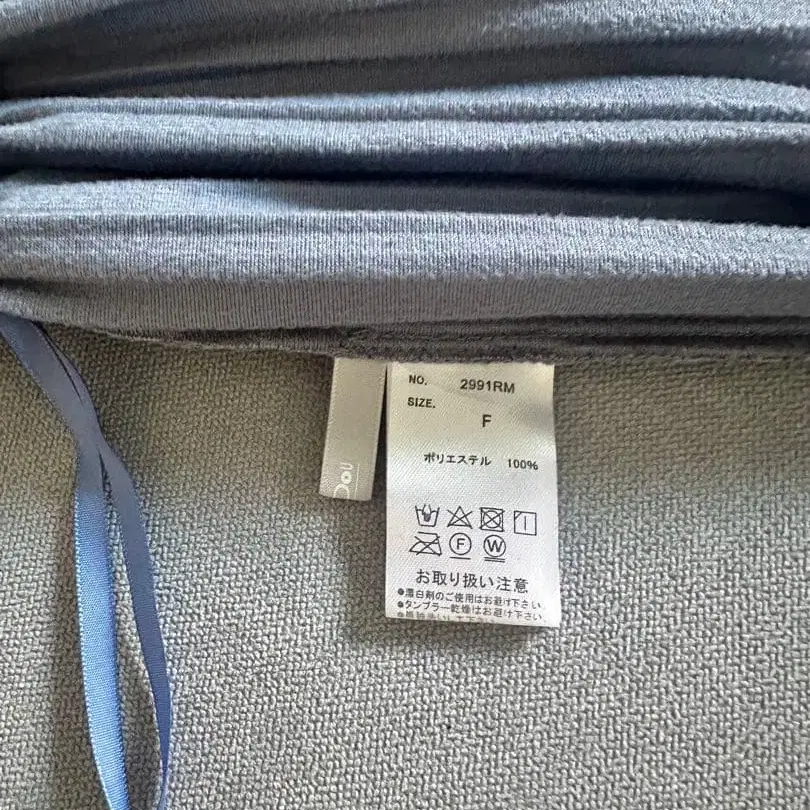 NO. 2991RM
SIZE.
F
ポリエステル 100%
F W
お取り扱い注意
●漂白剤のご使用はお避け下さい
●タンブラー乾燥はお避け下さい
DOU